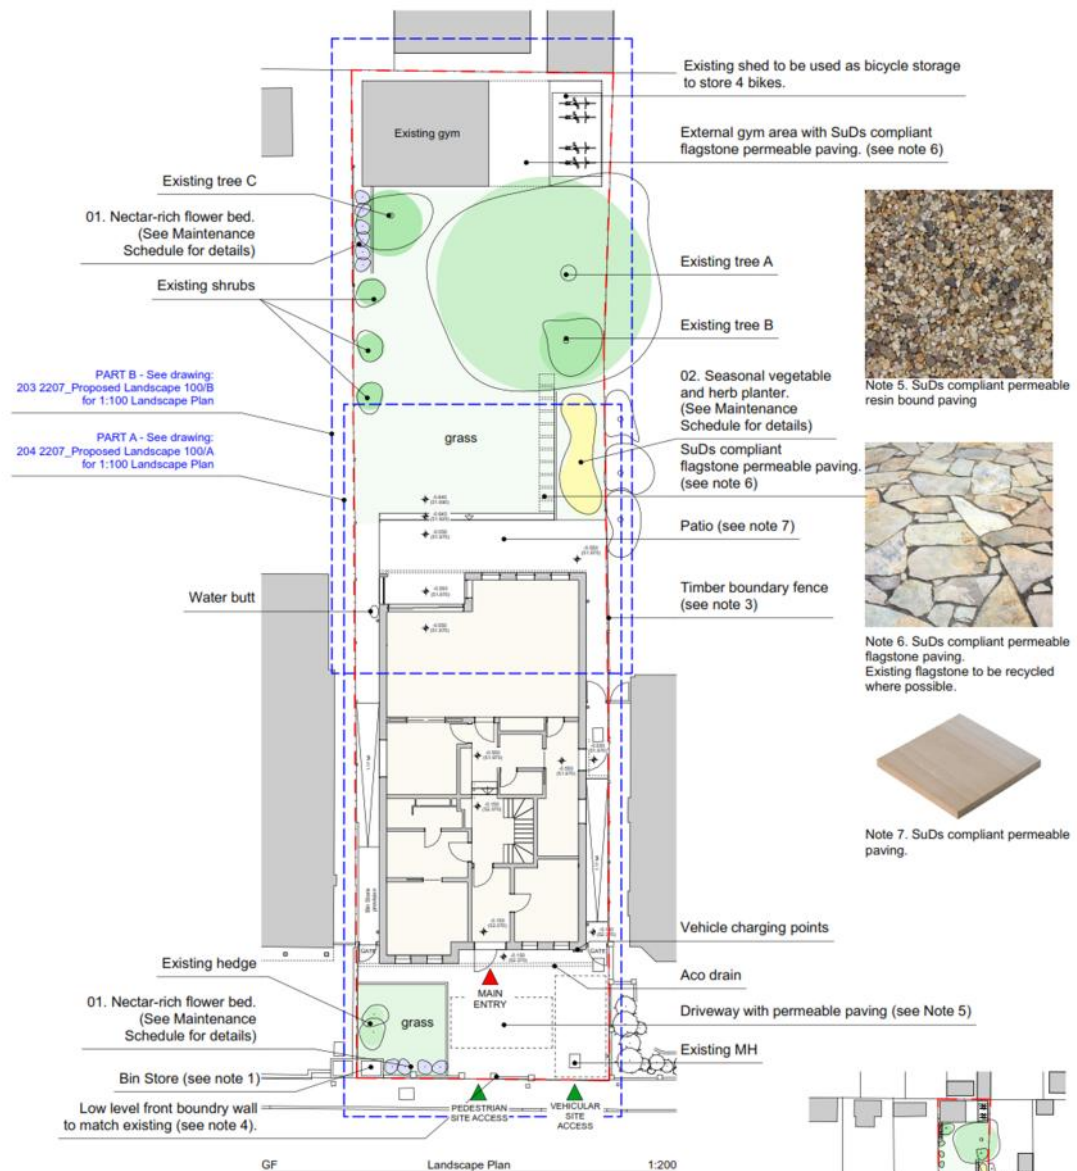 Existing shed to be used as bicycle storage
to store 4 bikes.
Existing gym
External gym area with SuDs compliant
flagstone permeable paving. (see note 6)
Existing tree C
01. Nectar-rich flower bed.
(See Maintenance
Schedule for details)
Existing shrubs
Existing tree A
Existing tree B
Note 5. SuDs compliant permeable
resin bound paving
PART B - See drawing:
203 2207_Proposed Landscape 100/B
for 1:100 Landscape Plan
PART A - See drawing:
204 2207_Proposed Landscape 100/A
for 1:100 Landscape Plan
grass
02. Seasonal vegetable
and herb planter.
(See Maintenance
Schedule for details)
SuDs compliant
flagstone permeable paving.
(see note 6)
Patio (see note 7)
Water butt
Timber boundary fence
(see note 3)
Note 6. SuDs compliant permeable
flagstone paving.
Existing flagstone to be recycled
where possible.
Note 7. SuDs compliant permeable
paving.
Bin Store
GATE
GATE
Vehicle charging points
Existing hedge
Aco drain
MAIN
ENTRY
01. Nectar-rich flower bed.
(See Maintenance
Schedule for details)
grass
Driveway with permeable paving (see Note 5)
Existing MH
Bin Store (see note 1)
Low level front boundry wall
to match existing (see note 4).
PEDESTRIAN
SITE ACCESS
VEHICULAR
SITE
ACCESS
GF
Landscape Plan
1:200